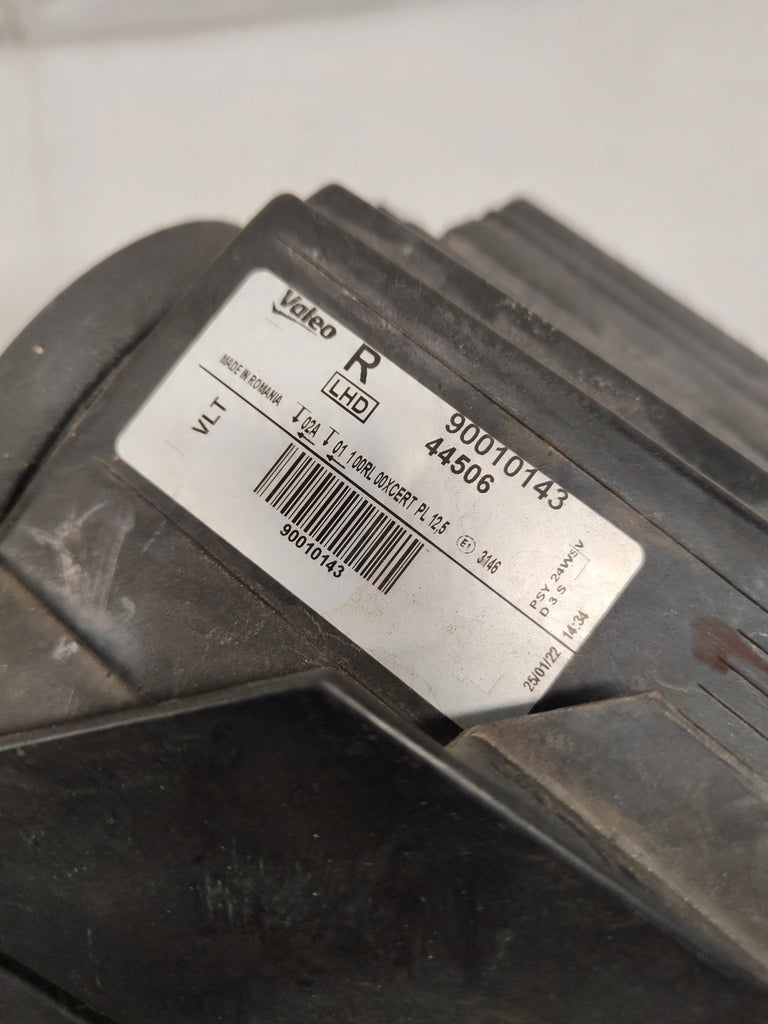 Valeo
R
LHD
90010143
44506
MADE IN ROMANIA
VLT
02A 01 100RL 00XCERT PL 12,5 E1 3146
90010143
PSY 24W
D 3 S
25/01/22 14:34